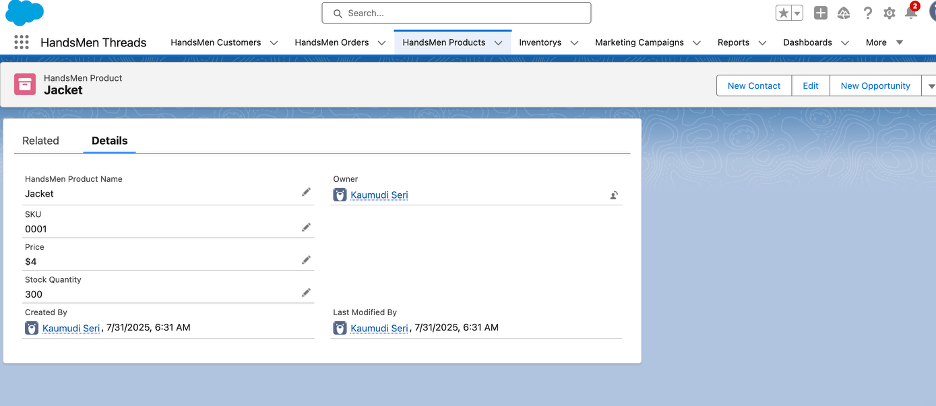 Search...
2
HandsMen Threads
HandsMen Customers
HandsMen Orders
HandsMen Products
Inventorys
Marketing Campaigns
Reports
Dashboards
More
HandsMen Product
Jacket
New Contact
Edit
New Opportunity
Related
Details
HandsMen Product Name
Jacket
Owner
Kaumudi Seri
SKU
0001
Price
$4
Stock Quantity
300
Created By
Kaumudi Seri, 7/31/2025, 6:31 AM
Last Modified By
Kaumudi Seri, 7/31/2025, 6:31 AM